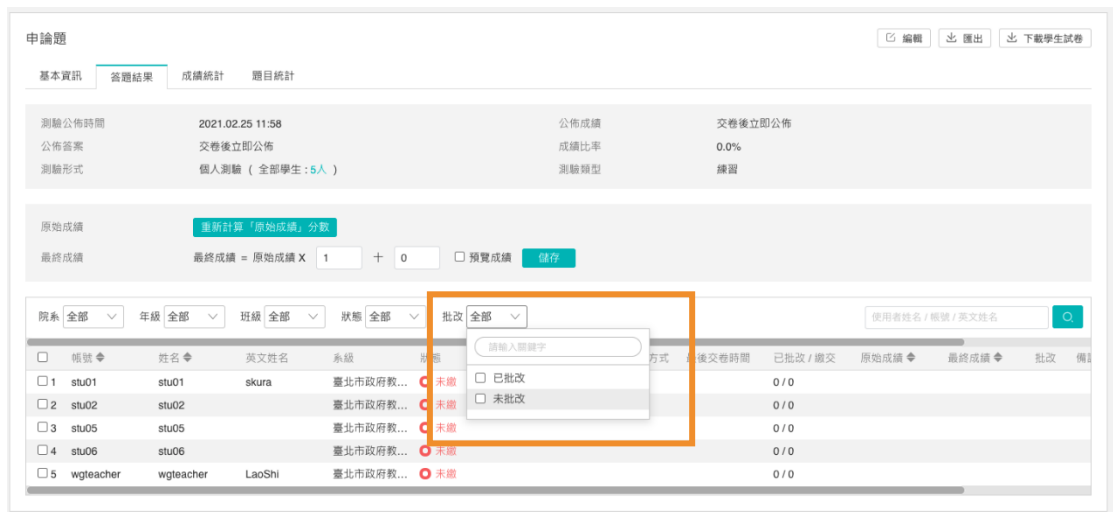 申論題 編輯 匯出 下載學生試卷
基本資訊 答題結果 成績統計 題目統計
測驗公佈時間 2021.02.25 11:58 公佈成績 交卷後立即公佈
公佈答案 交卷後立即公佈 成績比率 0.0%
測驗形式 個人測驗 ( 全部學生 : 5人 ) 測驗類型 練習
原始成績 重新計算「原始成績」分數
最終成績 最終成績 = 原始成績 X 1 + 0 預覽成績 儲存
院系 全部 年級 全部 班級 全部 狀態 全部 批改 全部 使用者姓名 / 帳號 / 英文姓名
帳號 姓名 英文姓名 系級 方式 後交卷時間 已批改 / 繳交 原始成績 最終成績 批改
請輸入關鍵字
1 stu01 stu01 skura 臺北市政府教... 未繳 已批改 0 / 0
2 stu02 stu02 臺北市政府教... 未繳 未批改 0 / 0
3 stu05 stu05 臺北市政府教... 未繳 0 / 0
4 stu06 stu06 臺北市政府教... 未繳 0 / 0
5 wgteacher wgteacher LaoShi 臺北市政府教... 未繳 0 / 0